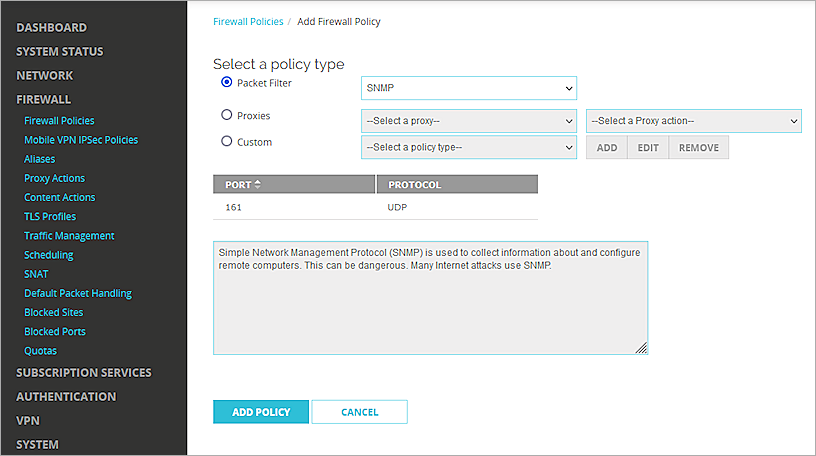 DASHBOARD
SYSTEM STATUS
NETWORK
FIREWALL
Firewall Policies
Mobile VPN IPSec Policies
Aliases
Proxy Actions
Content Actions
TLS Profiles
Traffic Management
Scheduling
SNAT
Default Packet Handling
Blocked Sites
Blocked Ports
Quotas
SUBSCRIPTION SERVICES
AUTHENTICATION
VPN
SYSTEM
Firewall Policies / Add Firewall Policy
Select a policy type
Packet Filter SNMP
Proxies --Select a proxy-- --Select a Proxy action--
Custom --Select a policy type-- ADD EDIT REMOVE
PORT PROTOCOL
161 UDP
Simple Network Management Protocol (SNMP) is used to collect information about and configure
remote computers. This can be dangerous. Many Internet attacks use SNMP.
ADD POLICY CANCEL